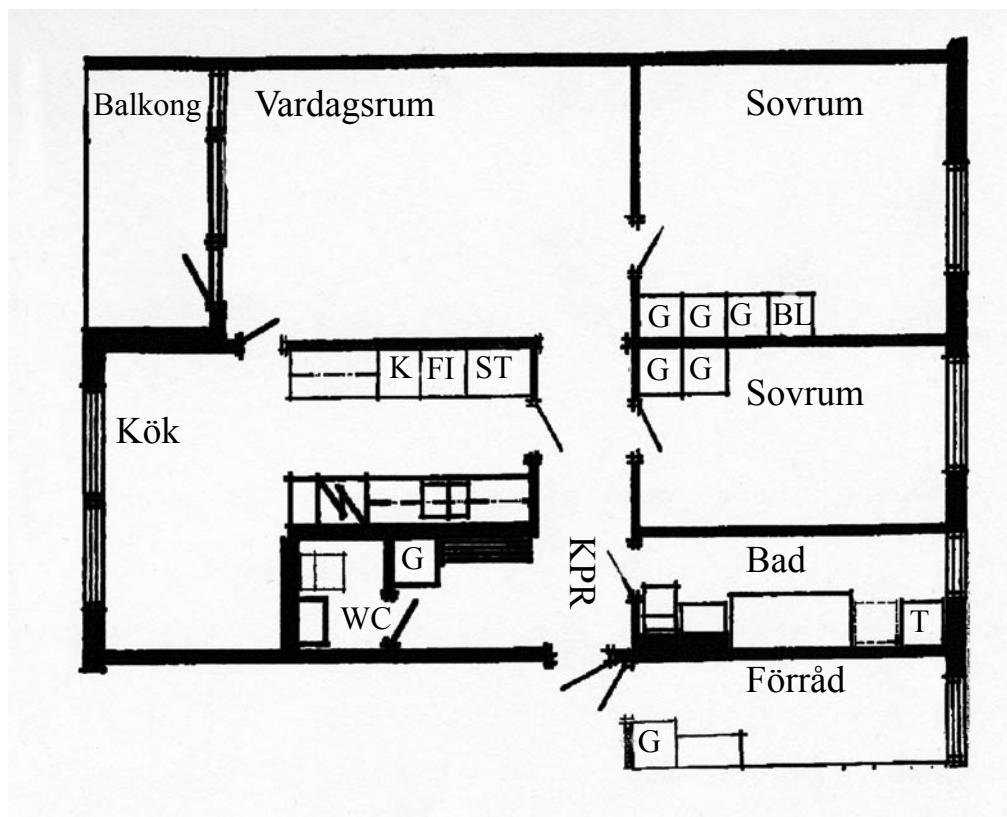 Balkong
Vardagsrum
Sovrum
G G G BL
K FI ST
G G
Sovrum
Kök
G
KPR
Bad
WC
T
Förråd
G